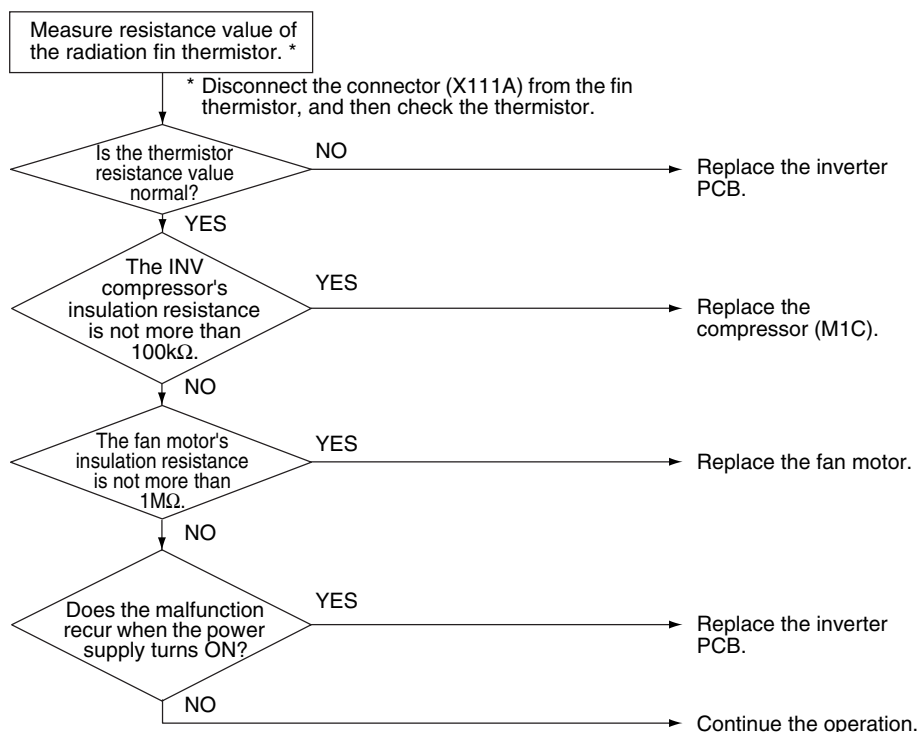 Measure resistance value of
the radiation fin thermistor. *
* Disconnect the connector (X111A) from the fin
thermistor, and then check the thermistor.
Is the thermistor
resistance value
normal?
NO
Replace the inverter
PCB.
YES
The INV
compressor's
insulation resistance
is not more than
100kΩ.
YES
Replace the
compressor (M1C).
NO
The fan motor's
insulation resistance
is not more than
1MΩ.
YES
Replace the fan motor.
NO
Does the malfunction
recur when the power
supply turns ON?
YES
Replace the inverter
PCB.
NO
Continue the operation.